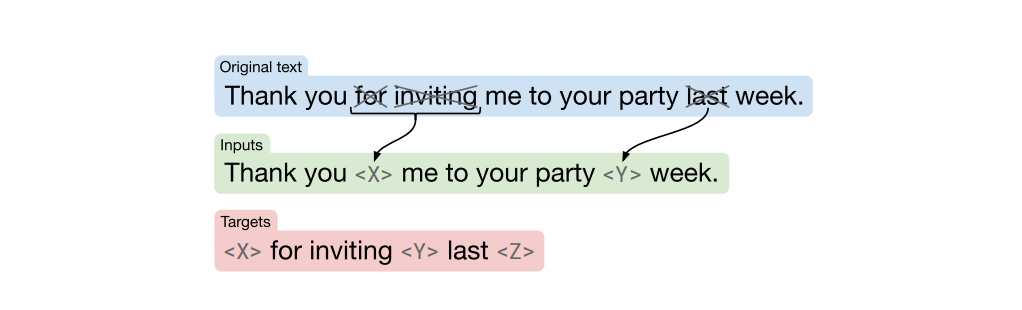 Original text
Thank you for inviting me to your party last week.
Inputs
Thank you <X> me to your party <Y> week.
Targets
<X> for inviting <Y> last <Z>